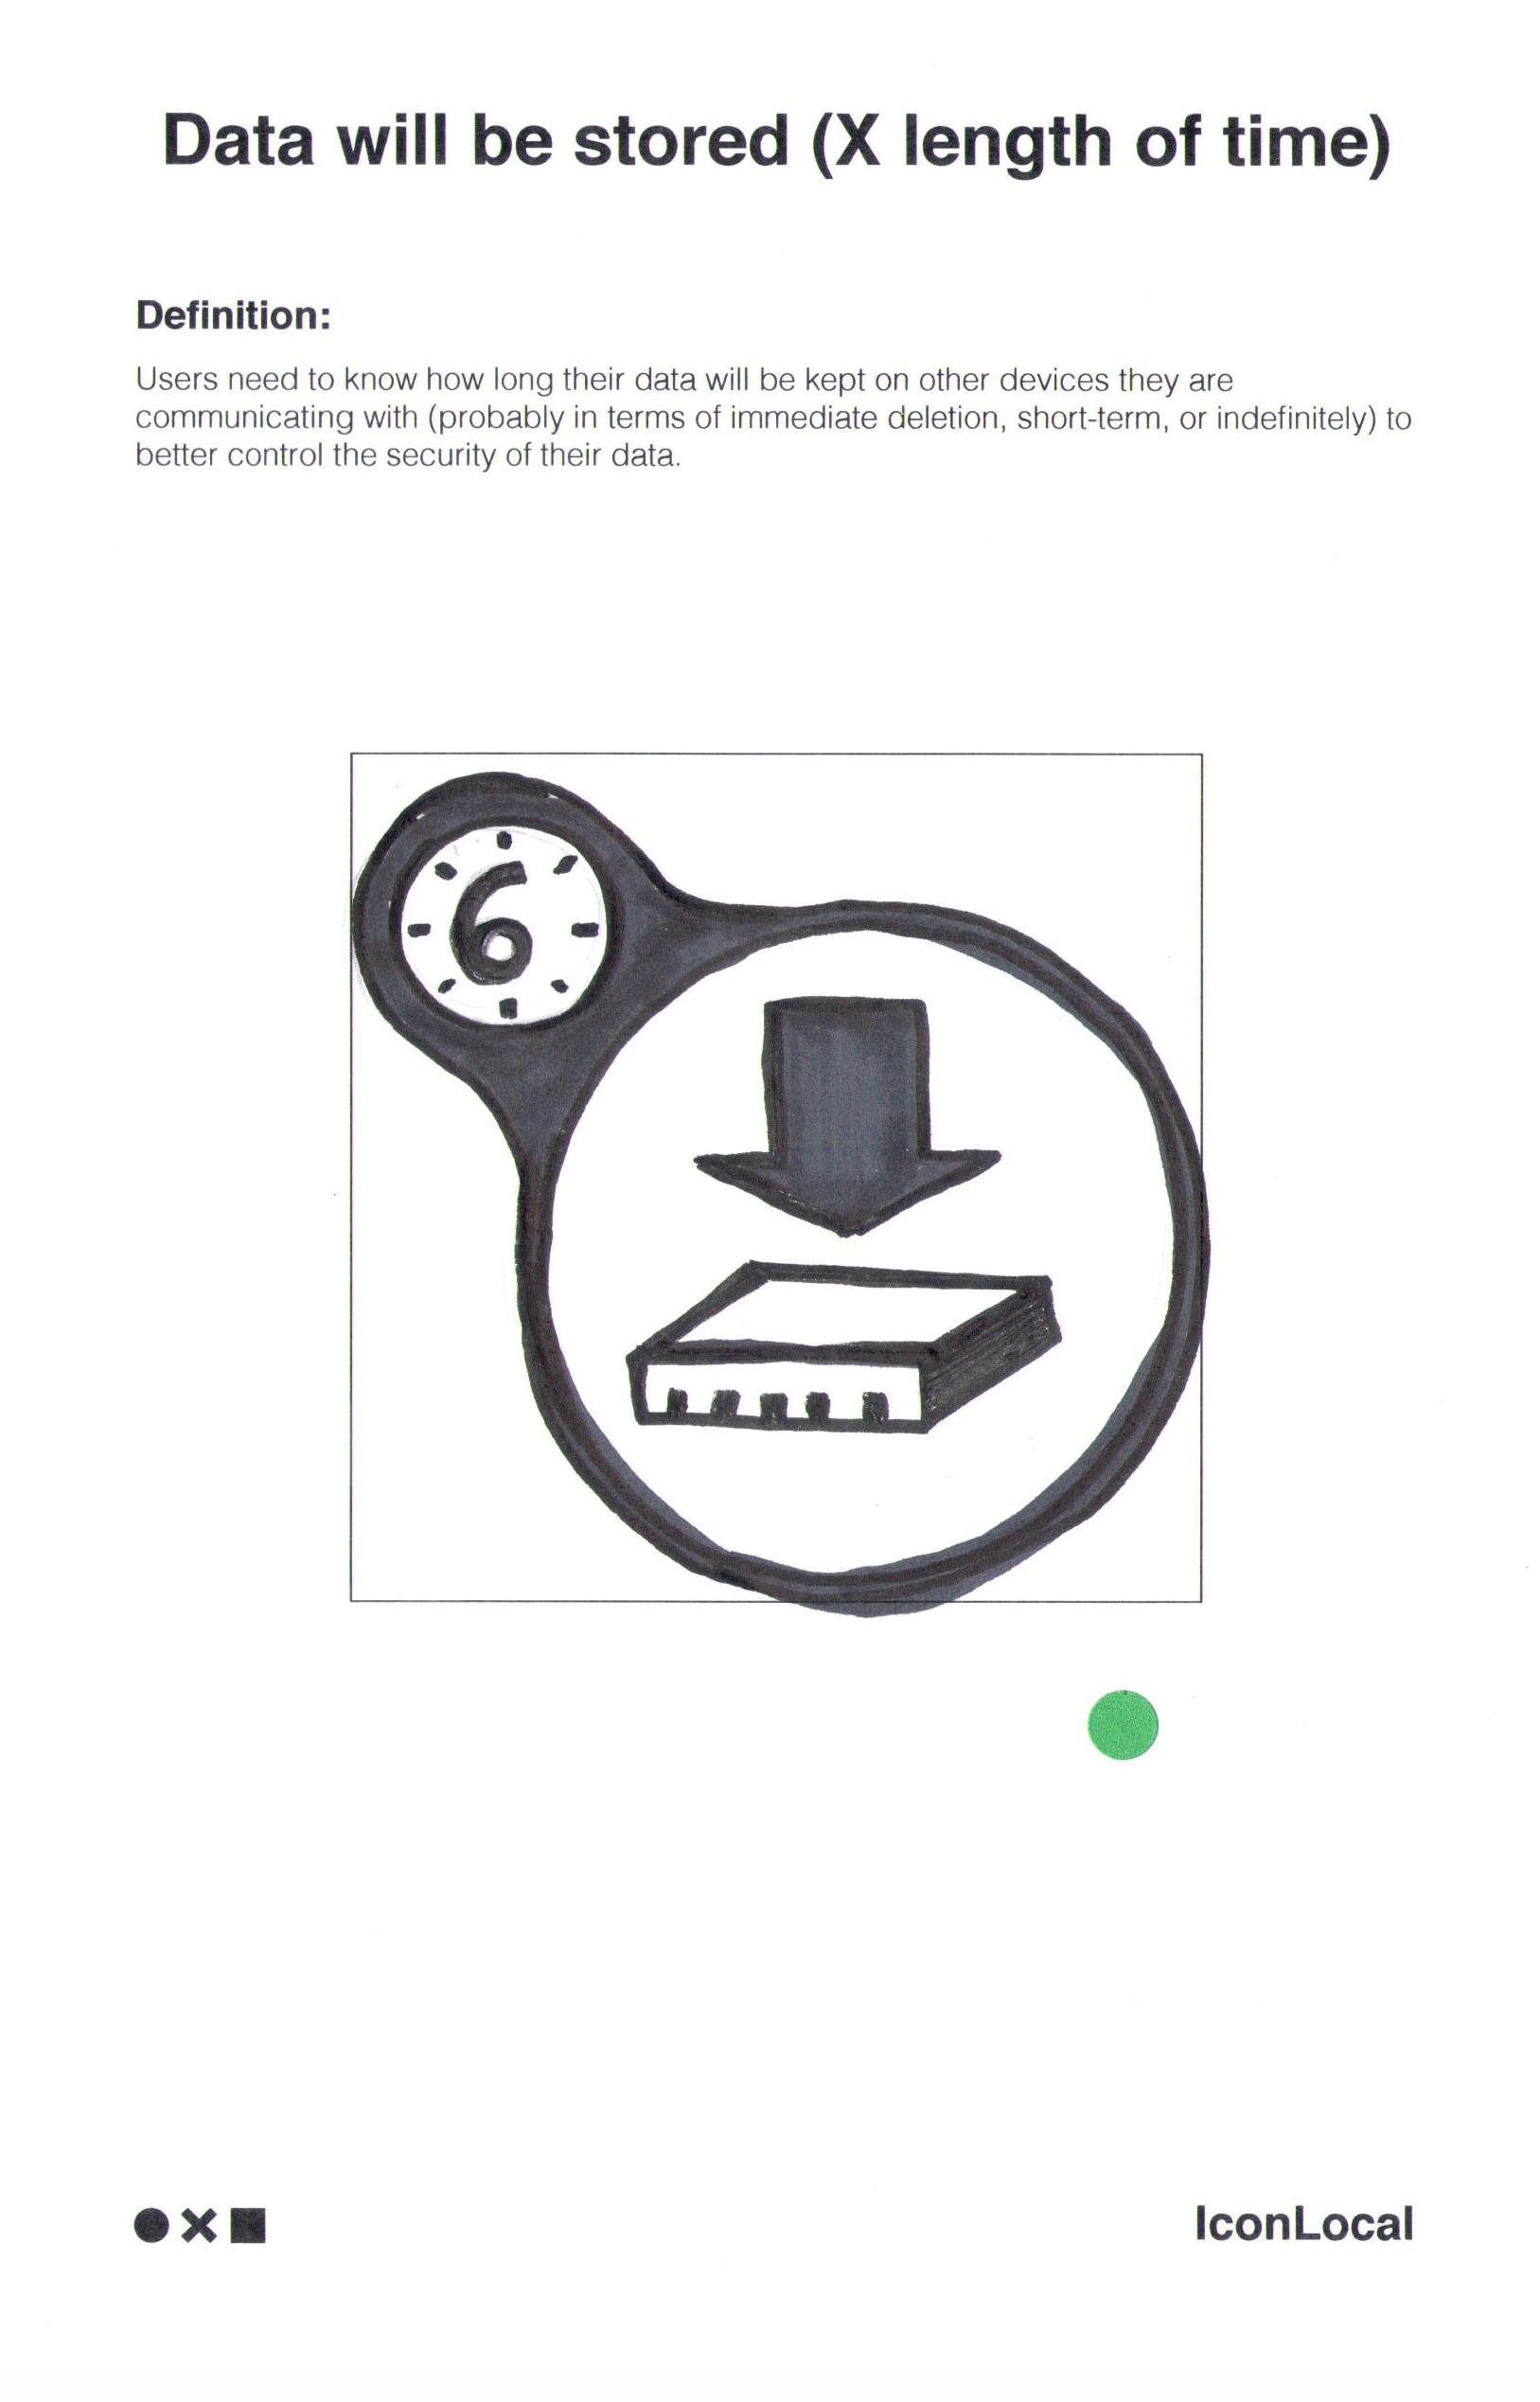 Data will be stored (X length of time)
Definition:
Users need to know how long their data will be kept on other devices they are
communicating with (probably in terms of immediate deletion, short-term, or indefinitely) to
better control the security of their data.
6
IconLocal